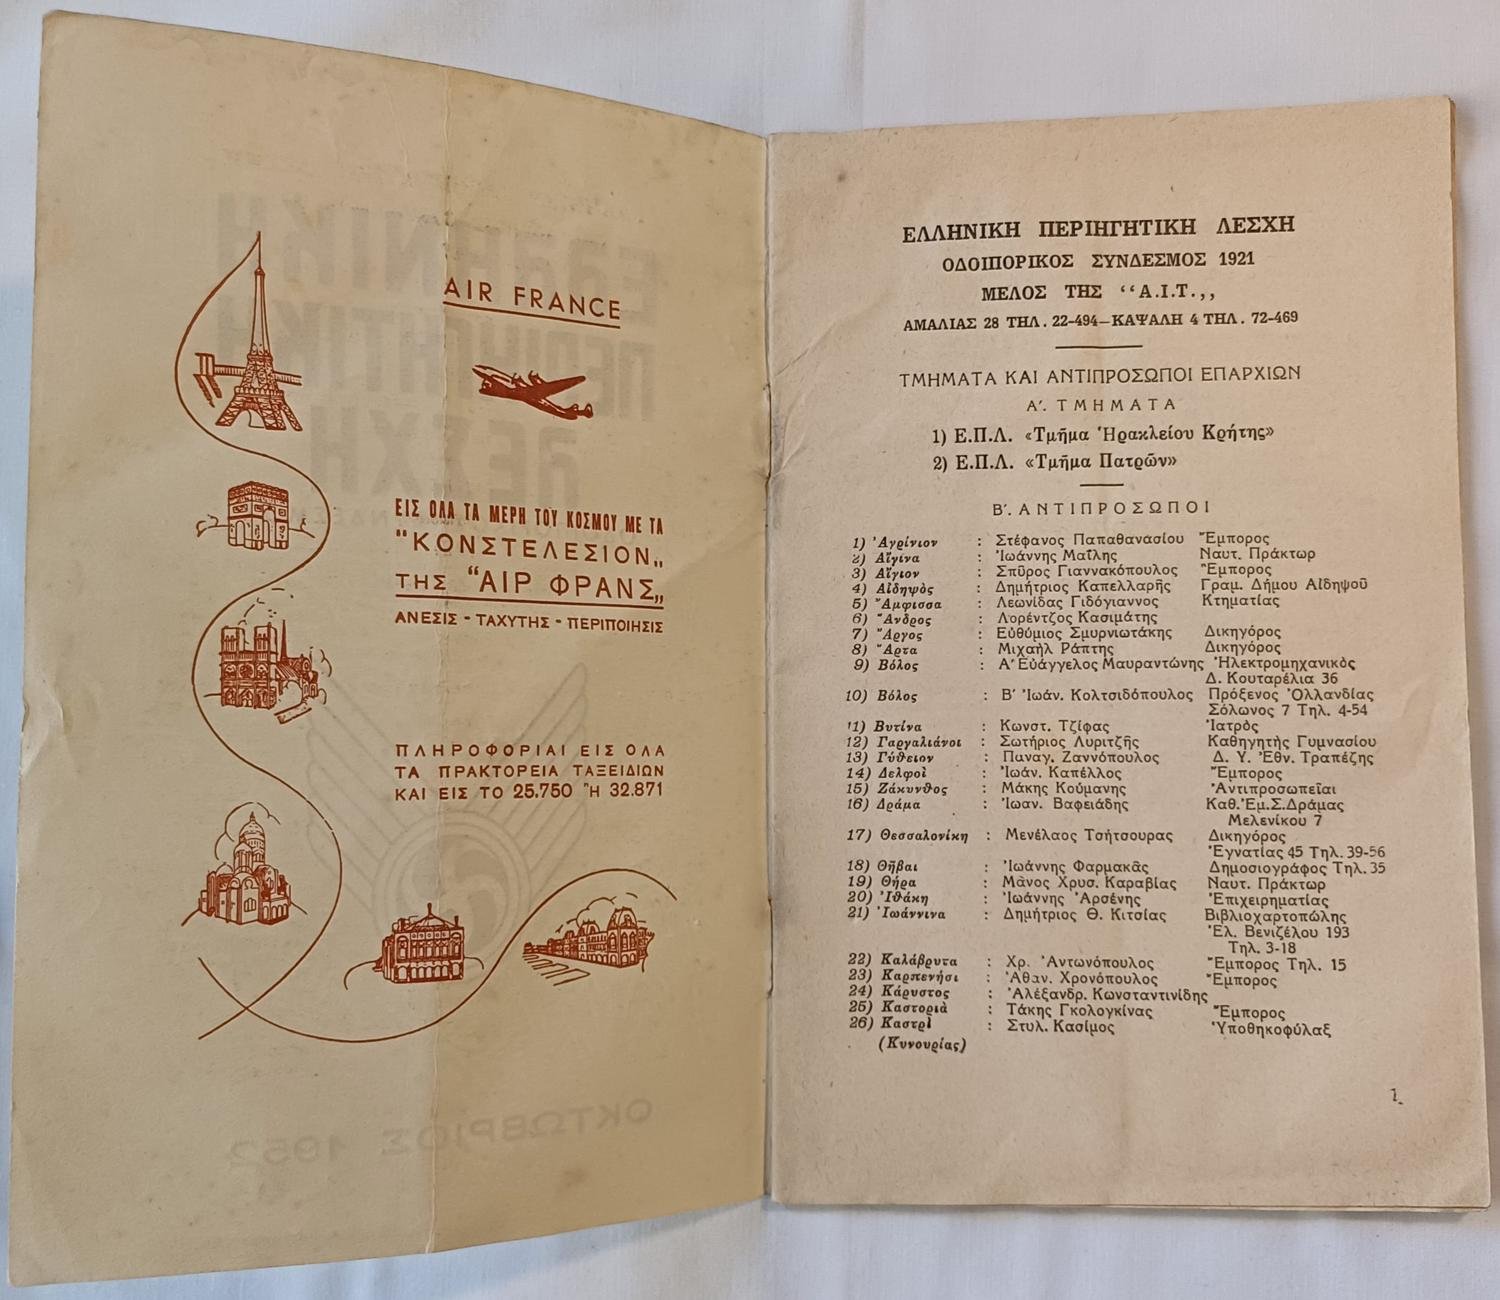 AIR FRANCE
ΕΙΣ ΟΛΑ ΤΑ ΜΕΡΗ ΤΟΥ ΚΟΣΜΟΥ ΜΕ ΤΑ
"ΚΟΝΣΤΕΛΕΣΙΟΝ„
ΤΗΣ "ΑΙΡ ΦΡΑΝΣ„
ΑΝΕΣΙΣ - ΤΑΧΥΤΗΣ - ΠΕΡΙΠΟΙΗΣΙΣ
ΠΛΗΡΟΦΟΡΙΑΙ ΕΙΣ ΟΛΑ
ΤΑ ΠΡΑΚΤΟΡΕΙΑ ΤΑΞΕΙΔΙΩΝ
ΚΑΙ ΕΙΣ ΤΟ 25.750 Ἢ 32.871
ΟΚΤΩΒΡΙΟΣ 1952
ΕΛΛΗΝΙΚΗ ΠΕΡΙΗΓΗΤΙΚΗ ΛΕΣΧΗ
ΟΔΟΙΠΟΡΙΚΟΣ ΣΥΝΔΕΣΜΟΣ 1921
ΜΕΛΟΣ ΤΗΣ ‘‘Α.Ι.Τ.,,
ΑΜΑΛΙΑΣ 28 ΤΗΛ. 22-494—ΚΑΨΑΛΗ 4 ΤΗΛ. 72-469
ΤΜΗΜΑΤΑ ΚΑΙ ΑΝΤΙΠΡΟΣΩΠΟΙ ΕΠΑΡΧΙΩΝ
Α΄. ΤΜΗΜΑΤΑ
1) Ε.Π.Λ. «Τμῆμα Ἡρακλείου Κρήτης»
2) Ε.Π.Λ. «Τμῆμα Πατρῶν»
Β΄. ΑΝΤΙΠΡΟΣΩΠΟΙ
1) Ἀγρίνιον : Στέφανος Παπαθανασίου Ἔμπορος
2) Αἴγινα : Ἰωάννης Μαΐλης Ναυτ. Πράκτωρ
3) Αἴγιον : Σπῦρος Γιαννακόπουλος Ἔμπορος
4) Αἰδηψὸς : Δημήτριος Καπελλαρῆς Γραμ. Δήμου Αἰδηψοῦ
5) Ἄμφισσα : Λεωνίδας Γιδόγιαννος Κτηματίας
6) Ἄνδρος : Λορέντζος Κασιμάτης
7) Ἄργος : Εὐθύμιος Σμυρνιωτάκης Δικηγόρος
8) Ἄρτα : Μιχαὴλ Ράπτης Δικηγόρος
9) Βόλος : Α΄ Εὐάγγελος Μαυραντώνης Ἠλεκτρομηχανικὸς
Δ. Κουταρέλια 36
10) Βόλος : Β΄ Ἰωάν. Κολτσιδόπουλος Πρόξενος Ὁλλανδίας
Σόλωνος 7 Τηλ. 4-54
11) Βυτίνα : Κωνστ. Τζίφας Ἰατρὸς
12) Γαργαλιάνοι : Σωτήριος Λυριτζῆς Καθηγητὴς Γυμνασίου
13) Γύθειον : Παναγ. Ζαννόπουλος Δ. Υ. Ἐθν. Τραπέζης
14) Δελφοὶ : Ἰωάν. Καπέλλος Ἔμπορος
15) Ζάκυνθος : Μάκης Κούμανης Ἀντιπροσωπεῖαι
16) Δράμα : Ἰωαν. Βαφειάδης Καθ. Ἐμ.Σ.Δράμας
Μελενίκου 7
17) Θεσσαλονίκη : Μενέλαος Τσήτσουρας Δικηγόρος
Ἐγνατίας 45 Τηλ. 39-56
18) Θῆβαι : Ἰωάννης Φαρμακᾶς Δημοσιογράφος Τηλ. 35
19) Θήρα : Μᾶνος Χρυσ. Καραβίας Ναυτ. Πράκτωρ
20) Ἰθάκη : Ἰωάννης Ἀρσένης Ἐπιχειρηματίας
21) Ἰωάννινα : Δημήτριος Θ. Κιτσίας Βιβλιοχαρτοπώλης
Ἐλ. Βενιζέλου 193
Τηλ. 3-18
22) Καλάβρυτα : Χρ. Ἀντωνόπουλος Ἔμπορος Τηλ. 15
23) Καρπενήσι : Ἀθαν. Χρονόπουλος Ἔμπορος
24) Κάρυστος : Ἀλέξανδρ. Κωνσταντινίδης
25) Καστοριὰ : Τάκης Γκολογκίνας Ἔμπορος
26) Καστρὶ : Στυλ. Κασίμος Ὑποθηκοφύλαξ
(Κυνουρίας)
1